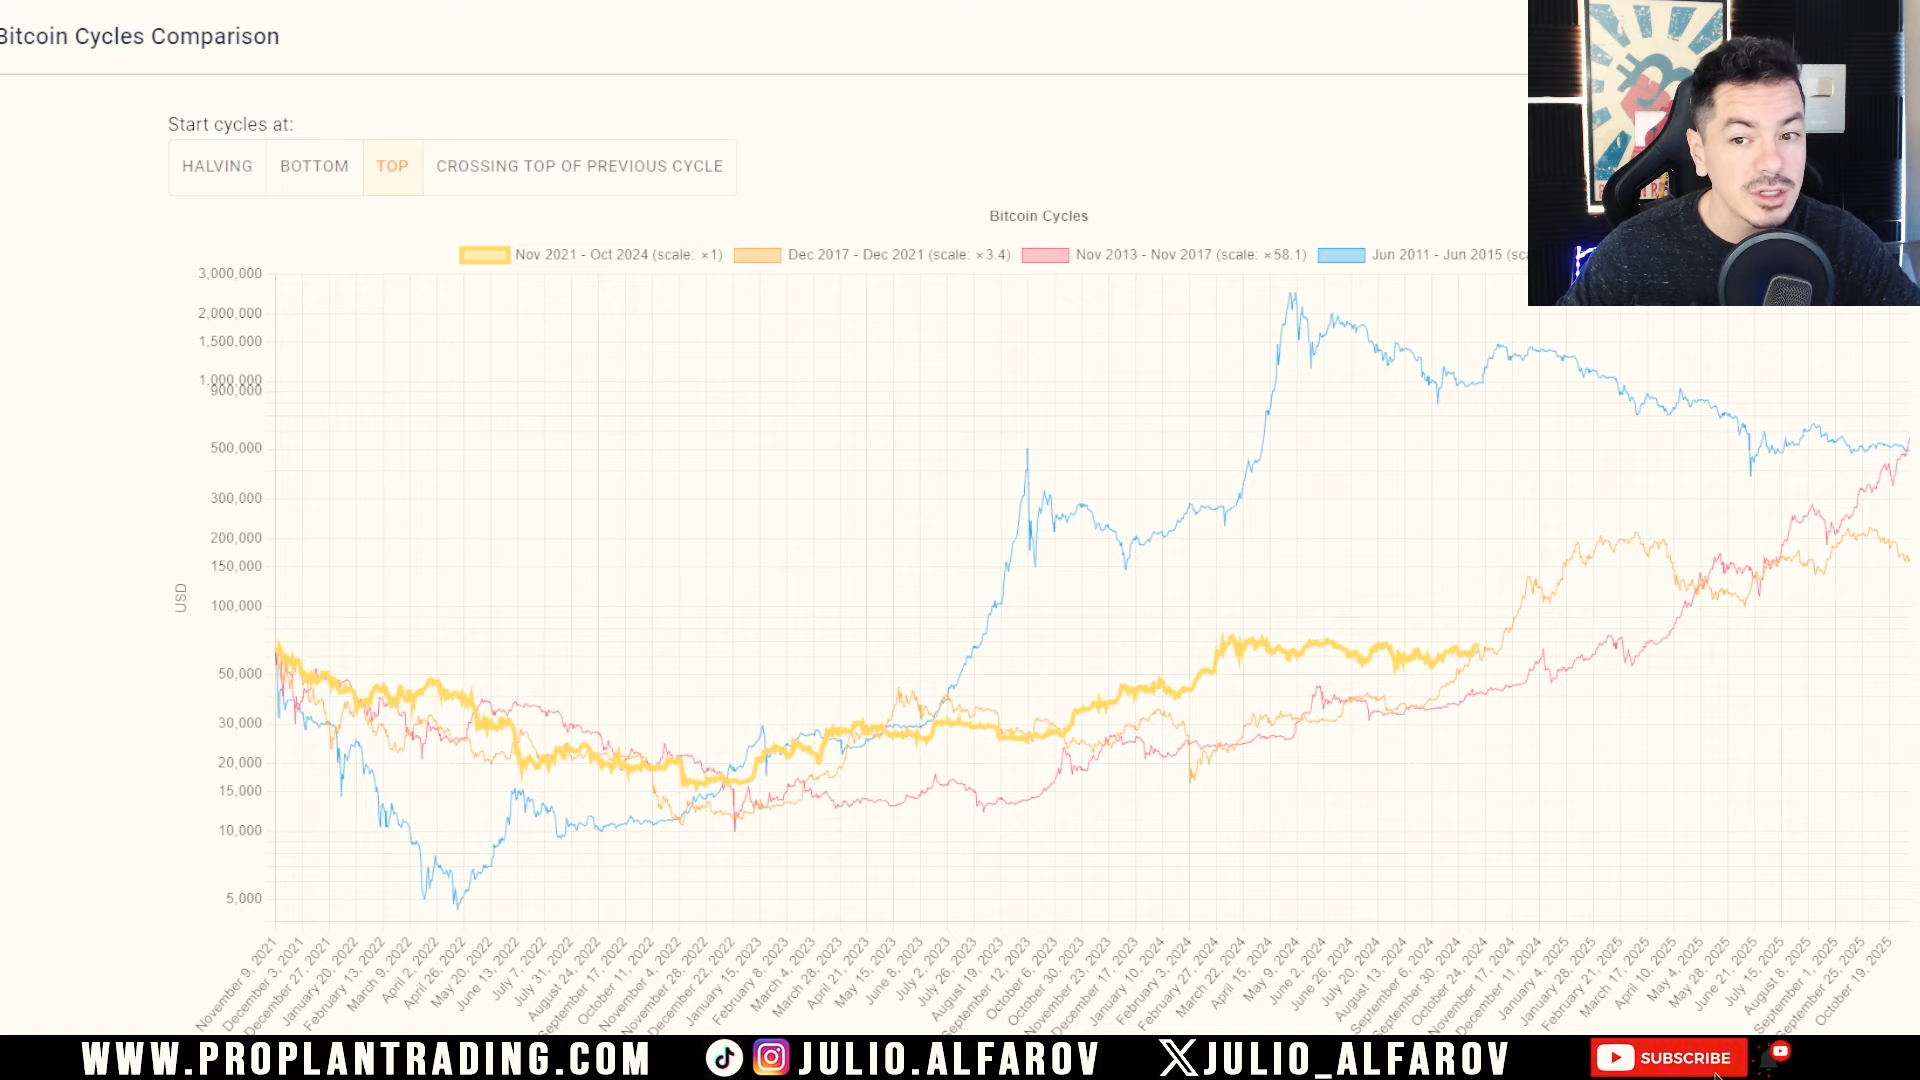 Bitcoin Cycles Comparison
Start cycles at:
HALVING BOTTOM TOP CROSSING TOP OF PREVIOUS CYCLE
Bitcoin Cycles
Nov 2021 - Oct 2024 (scale: ×1) Dec 2017 - Dec 2021 (scale: ×3.4) Nov 2013 - Nov 2017 (scale: ×58.1) Jun 2011 - Jun 2015 (sca
3,000,000
2,000,000
1,500,000
1,000,000
900,000
500,000
300,000
200,000
150,000
100,000
50,000
30,000
20,000
15,000
10,000
5,000
USD
November 9, 2021
December 3, 2021
December 27, 2021
January 20, 2022
February 13, 2022
March 9, 2022
April 2, 2022
April 26, 2022
May 20, 2022
June 13, 2022
July 7, 2022
July 31, 2022
August 24, 2022
September 17, 2022
October 11, 2022
November 4, 2022
November 28, 2022
December 22, 2022
January 15, 2023
February 8, 2023
March 4, 2023
March 28, 2023
April 21, 2023
May 15, 2023
June 8, 2023
July 2, 2023
July 26, 2023
August 19, 2023
September 12, 2023
October 6, 2023
October 30, 2023
November 23, 2023
December 17, 2023
January 10, 2024
February 3, 2024
February 27, 2024
March 22, 2024
April 15, 2024
May 9, 2024
June 2, 2024
June 26, 2024
July 20, 2024
August 13, 2024
September 6, 2024
September 30, 2024
October 24, 2024
November 17, 2024
December 11, 2024
January 4, 2025
January 28, 2025
February 21, 2025
March 17, 2025
April 10, 2025
May 4, 2025
May 28, 2025
June 21, 2025
July 15, 2025
August 8, 2025
September 1, 2025
September 25, 2025
October 19, 2025
WWW.PROPLANTRADING.COM JULIO.ALFAROV JULIO_ALFAROV SUBSCRIBE